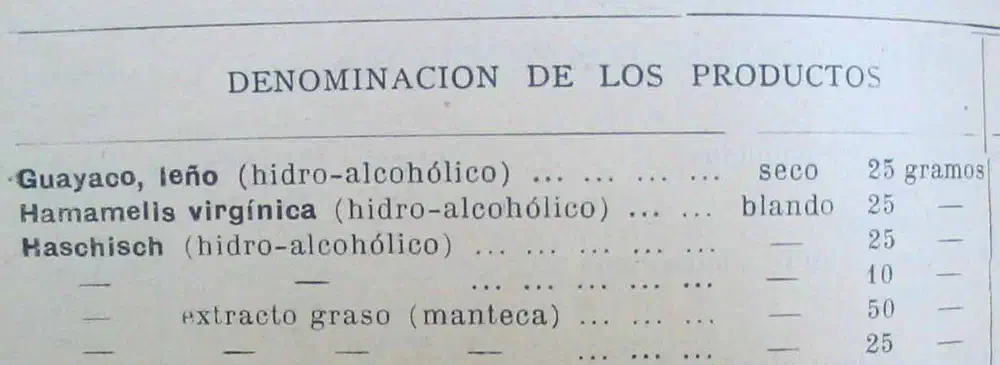 DENOMINACION DE LOS PRODUCTOS
Guayaco, leño (hidro-alcohólico) ... ... ... ... seco 25 gramos
Hamamelis virgínica (hidro-alcohólico) ... ... blando 25 —
Haschisch (hidro-alcohólico) ... ... ... ... ... — 25 —
— — ... ... ... ... ... — 10 —
— extracto graso (manteca) ... ... ... — 50 —
— — — — ... ... ... — 25 —